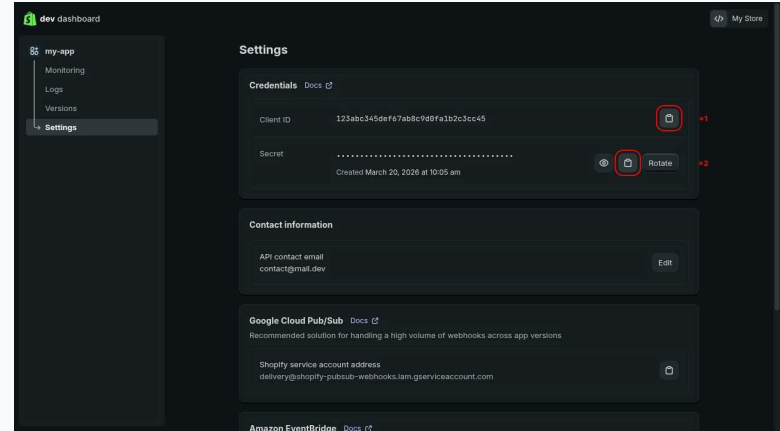 dev dashboard
</> My Store
my-app
Monitoring
Logs
Versions
Settings
Settings
Credentials Docs
Client ID 123abc345def67ab8c9d0fa1b2c3cc45 *1
Secret •••••••••••••••••••••••••••••••••••••• Rotate *2
Created March 20, 2026 at 10:05 am
Contact information
API contact email
contact@mail.dev
Edit
Google Cloud Pub/Sub Docs
Recommended solution for handling a high volume of webhooks across app versions
Shopify service account address
delivery@shopify-pubsub-webhooks.iam.gserviceaccount.com
Amazon EventBridge Docs